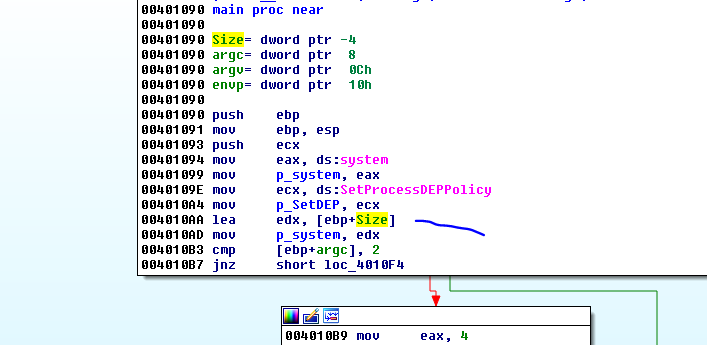 00401090 main proc near
00401090
00401090 Size= dword ptr -4
00401090 argc= dword ptr  8
00401090 argv= dword ptr  0Ch
00401090 envp= dword ptr  10h
00401090
00401090 push    ebp
00401091 mov     ebp, esp
00401093 push    ecx
00401094 mov     eax, ds:system
00401099 mov     p_system, eax
0040109E mov     ecx, ds:SetProcessDEPPolicy
004010A4 mov     p_SetDEP, ecx
004010AA lea     edx, [ebp+Size]
004010AD mov     p_system, edx
004010B3 cmp     [ebp+argc], 2
004010B7 jnz     short loc_4010F4
004010B9 mov     eax, 4